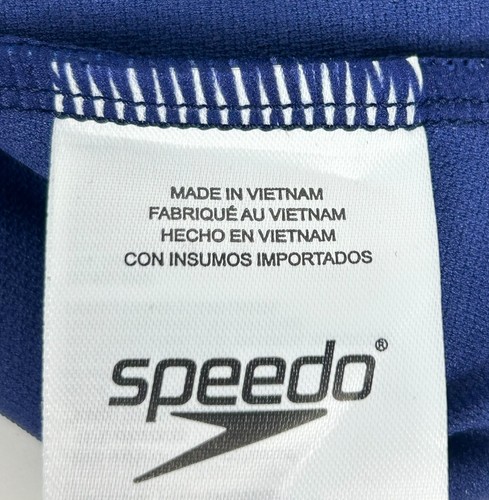 MADE IN VIETNAM
FABRIQUÉ AU VIETNAM
HECHO EN VIETNAM
CON INSUMOS IMPORTADOS
speedo®